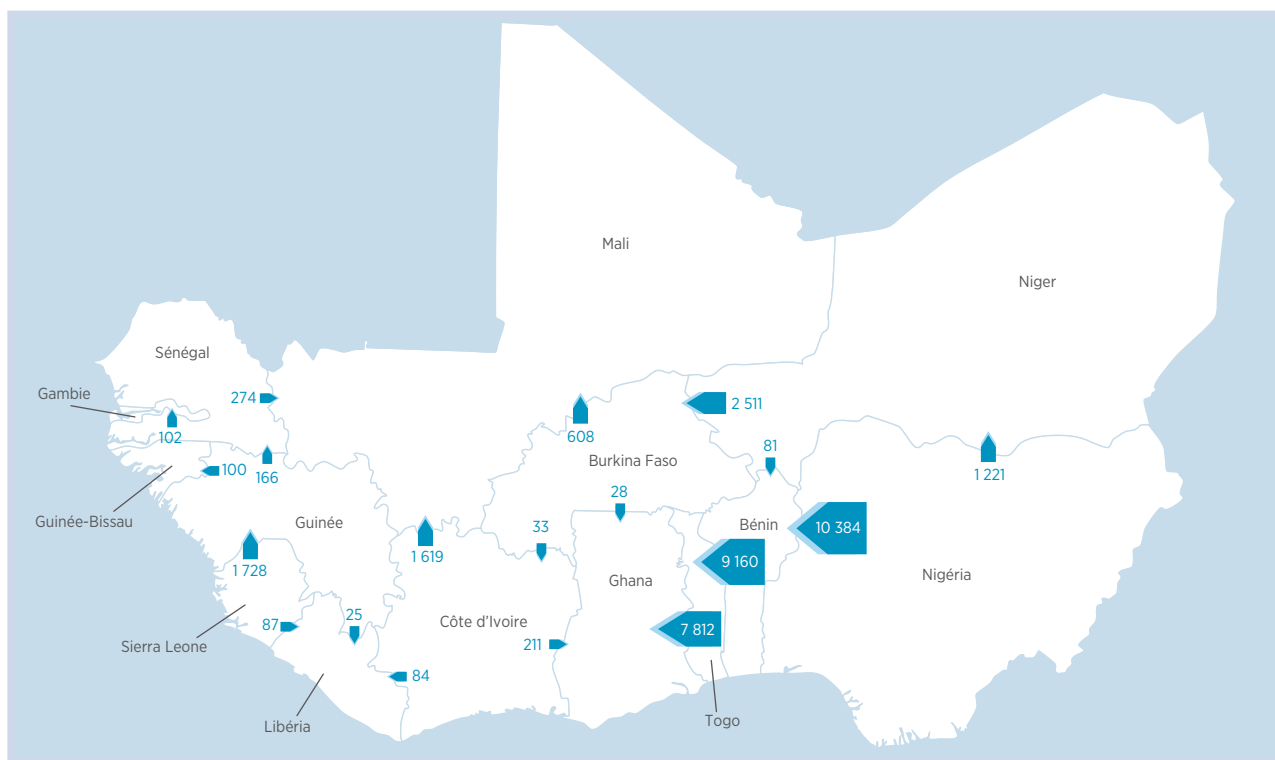 Mali
Niger
Sénégal
Gambie
274
2 511
102
608
81
Burkina Faso
100
166
1 221
28
Guinée-Bissau
Guinée
33
Bénin
10 384
1 619
9 160
1 728
Ghana
Nigéria
25
87
Côte d'Ivoire
7 812
Sierra Leone
211
84
Libéria
Togo